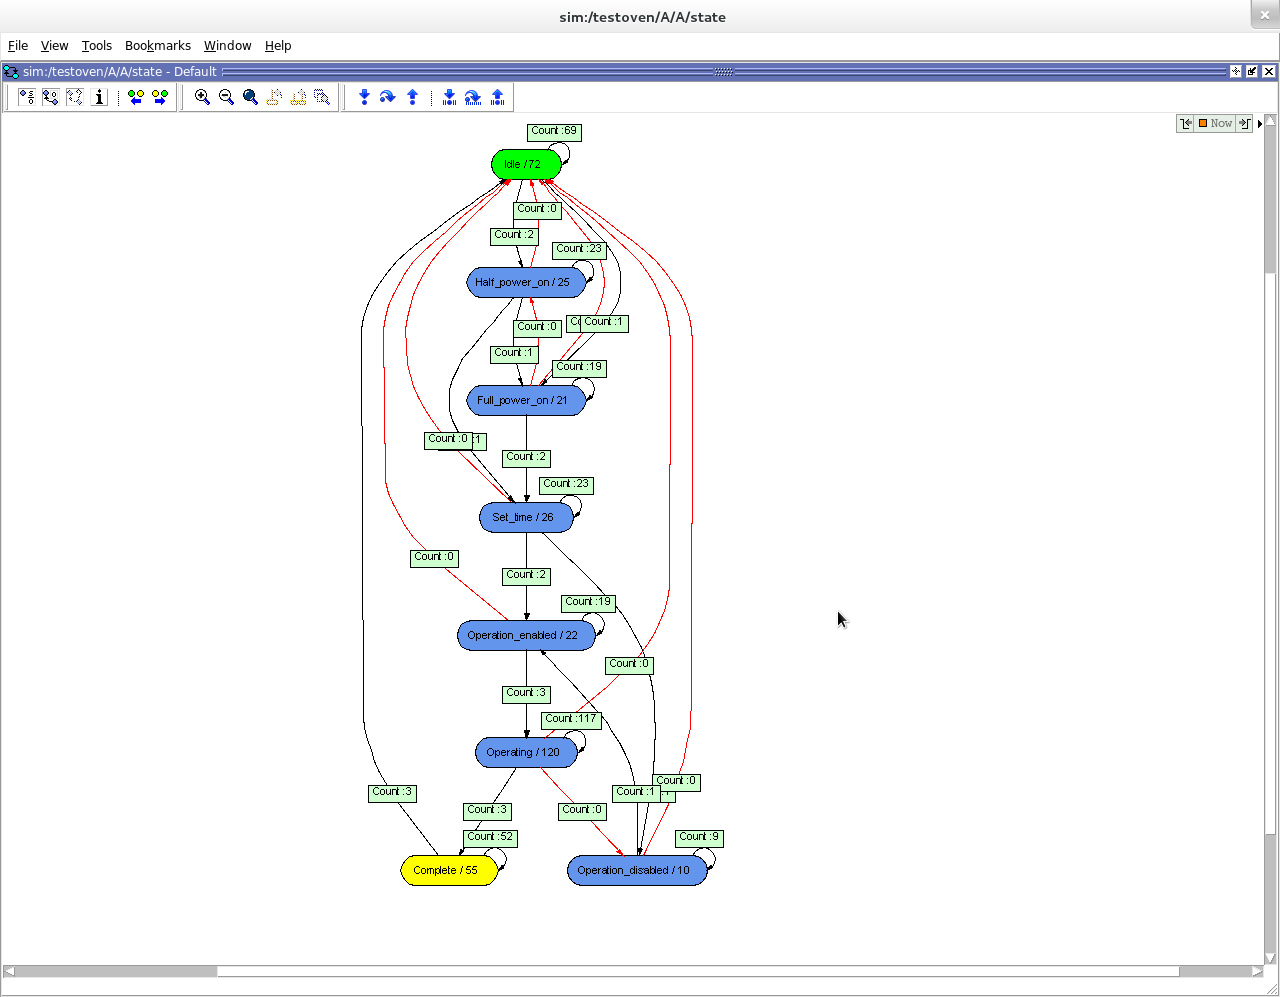 sim:/testoven/A/A/state
File View Tools Bookmarks Window Help
sim:/testoven/A/A/state - Default
Now
Count :69
Idle / 72
Count :0
Count :2
Count :23
Half_power_on / 25
Count :0
Count :1
Count :1
Count :19
Full_power_on / 21
Count :0
:1
Count :2
Count :23
Set_time / 26
Count :0
Count :2
Count :19
Operation_enabled / 22
Count :0
Count :3
Count :117
Operating / 120
Count :0
Count :3
Count :1
Count :3
Count :0
Count :52
Count :9
Complete / 55
Operation_disabled / 10